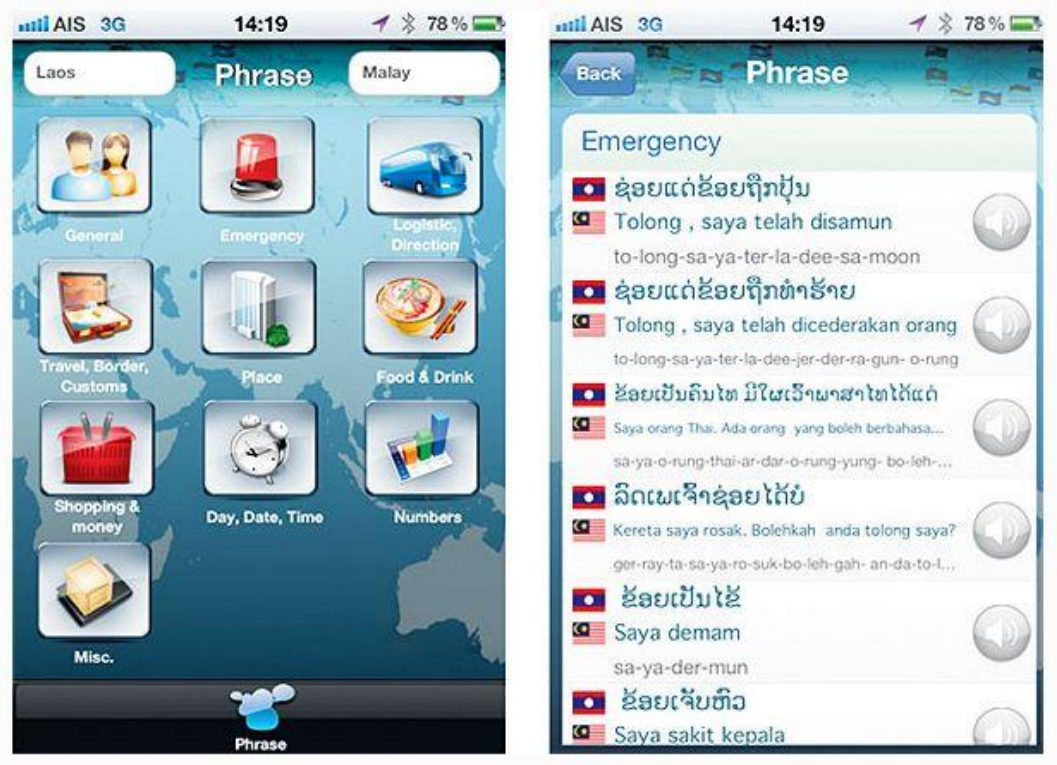 AIS 3G 14:19 78%
Laos Phrase Malay
General Emergency Logistic,
Direction
Travel, Border,
Customs
Place Food & Drink
Shopping &
money
Day, Date, Time Numbers
Misc.
Phrase
AIS 3G 14:19 78%
Back Phrase
Emergency
ຊ່ອຍແດ່ຂ້ອຍຖືກປຸ້ນ
Tolong , saya telah disamun
to-long-sa-ya-ter-la-dee-sa-moon
ຊ່ອຍແດ່ຂ້ອຍຖືກທຳຮ້າຍ
Tolong , saya telah dicederakan orang
to-long-sa-ya-ter-la-dee-jer-der-ra-gun- o-rung
ຂ້ອຍເປັນຄົນໄທ ມີໃຜເວົ້າພາສາໄທໄດ້ແດ່
Saya orang Thai. Ada orang yang boleh berbahasa...
sa-ya-o-rung-thai-ar-dar-o-rung-yung- bo-leh-...
ລົດເພເຈົ້າຊ່ອຍໄດ້ບໍ
Kereta saya rosak. Bolehkah anda tolong saya?
ger-ray-ta-sa-ya-ro-suk-bo-leh-gah- an-da-to-l...
ຂ້ອຍເປັນໄຂ້
Saya demam
sa-ya-der-mun
ຂ້ອຍເຈັບຫົວ
Saya sakit kepala